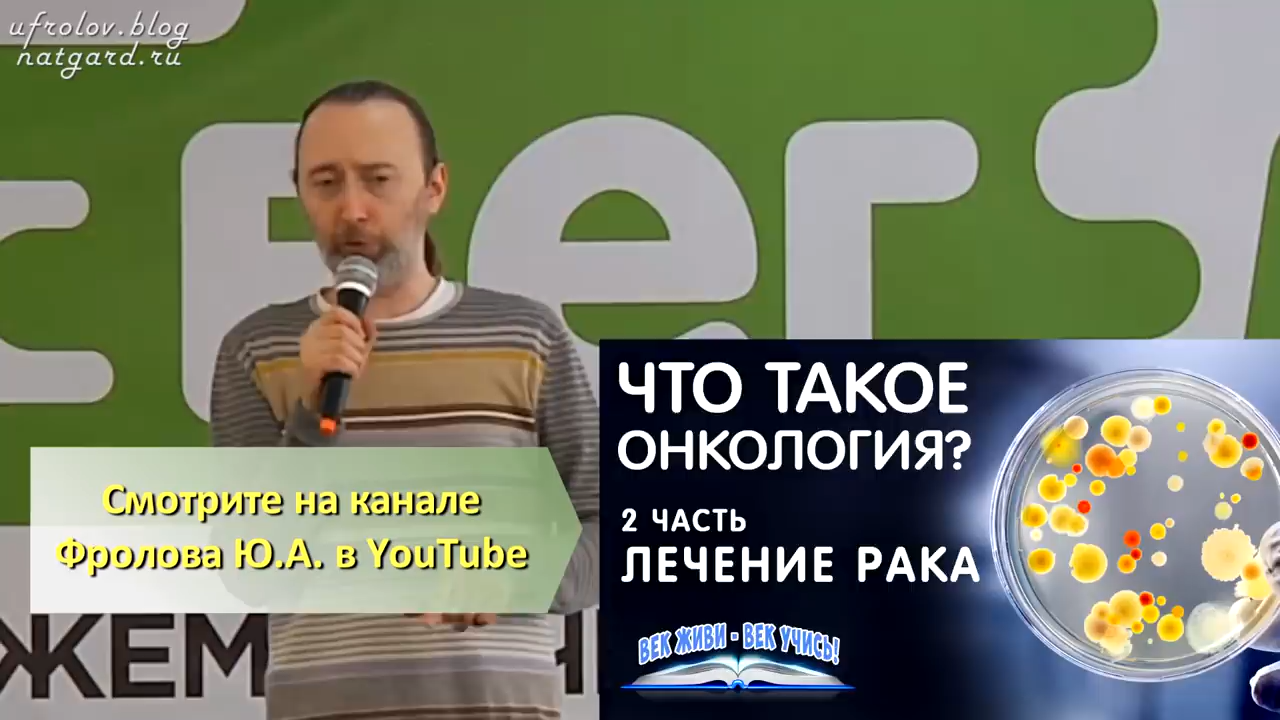 ufrolov.blog
natgard.ru
Смотрите на канале
Фролова Ю.А. в YouTube
ЧТО ТАКОЕ
ОНКОЛОГИЯ?
2 ЧАСТЬ
ЛЕЧЕНИЕ РАКА
ВЕК ЖИВИ - ВЕК УЧИСЬ!